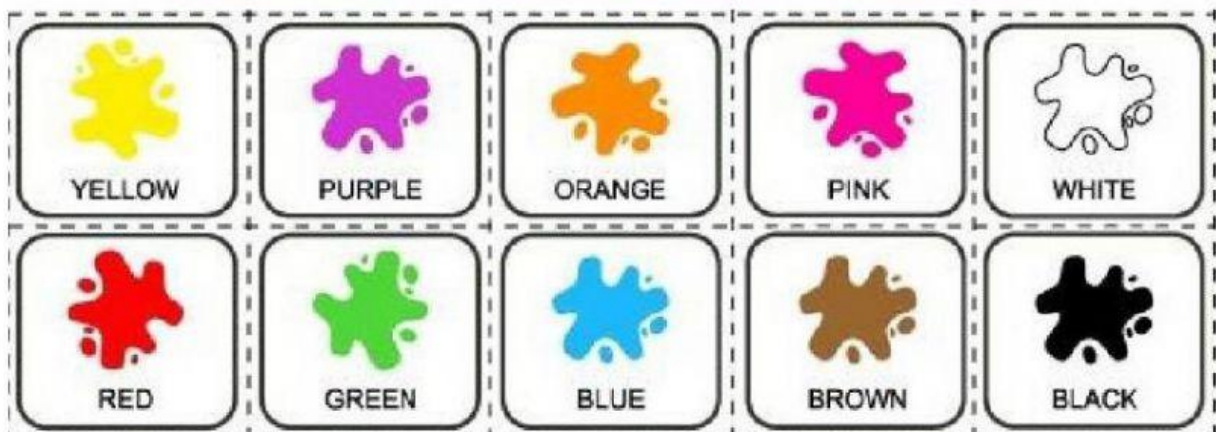 YELLOW PURPLE ORANGE PINK WHITE
RED GREEN BLUE BROWN BLACK